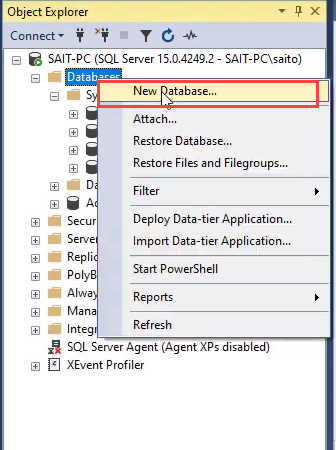 Object Explorer
Connect
SAIT-PC (SQL Server 15.0.4249.2 - SAIT-PC\saito)
Databases
Sy
New Database...
Attach...
Restore Database...
Restore Files and Filegroups...
Da
Filter
Ad
Secur
Deploy Data-tier Application...
Server
Import Data-tier Application...
Replic
PolyB
Start PowerShell
Alway
Reports
Mana
Integr
Refresh
SQL Server Agent (Agent XPs disabled)
XEvent Profiler